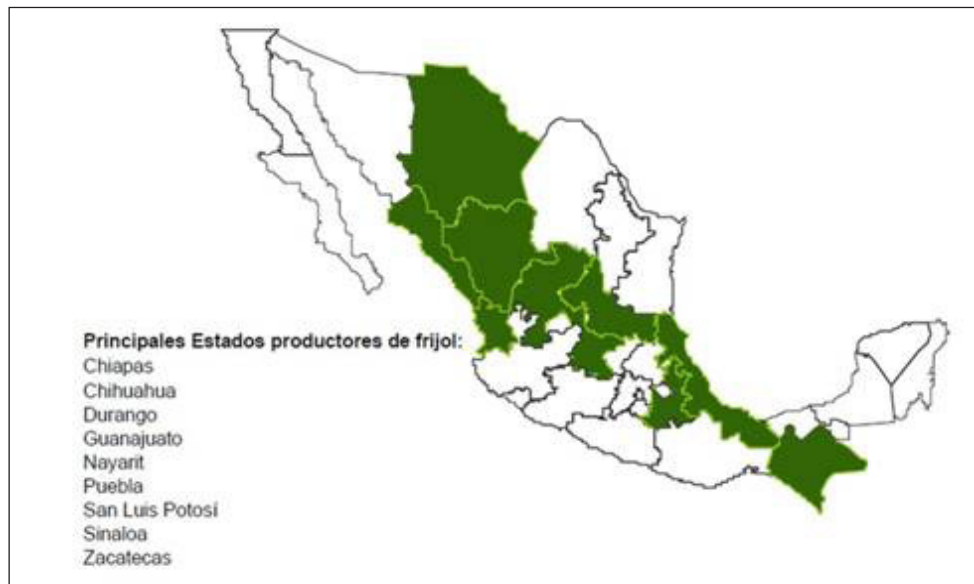 Principales Estados productores de frijol:
Chiapas
Chihuahua
Durango
Guanajuato
Nayarit
Puebla
San Luis Potosí
Sinaloa
Zacatecas